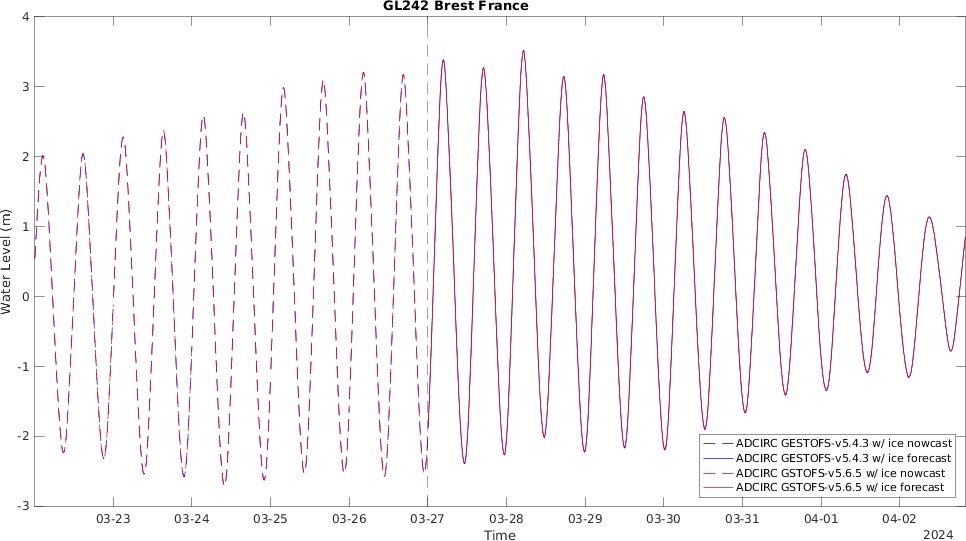 GL242 Brest France
4
3
2
1
0
-1
-2
-3
Water Level (m)
03-23
03-24
03-25
03-26
03-27
03-28
03-29
03-30
03-31
04-01
04-02
Time
2024
ADCIRC GESTOFS-v5.4.3 w/ ice nowcast
ADCIRC GESTOFS-v5.4.3 w/ ice forecast
ADCIRC GSTOFS-v5.6.5 w/ ice nowcast
ADCIRC GSTOFS-v5.6.5 w/ ice forecast